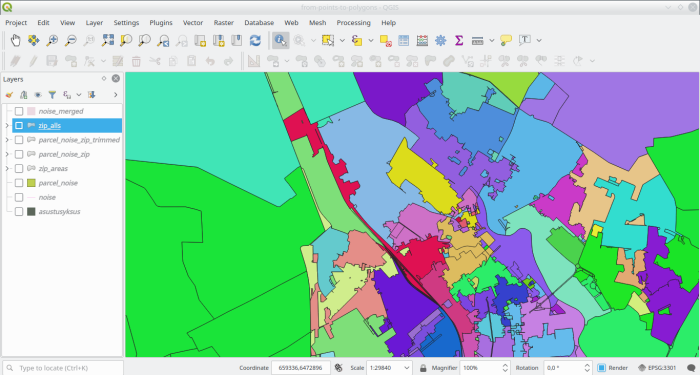 from-points-to-polygons — QGIS
Project Edit View Layer Settings Plugins Vector Raster Database Web Mesh Processing Help
Layers
noise_merged
zip_alls
parcel_noise_zip_trimmed
parcel_noise_zip
zip_areas
parcel_noise
noise
asustusyksus
Type to locate (Ctrl+K) Coordinate 659336,6472896 Scale 1:29840 Magnifier 100% Rotation 0,0 ° Render EPSG:3301